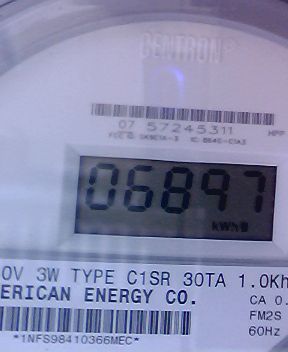 CENTRON®
07 57245311
HPP
06897
kWh
0V 3W TYPE C1SR 30TA 1.0Kh
ERICAN ENERGY CO.
CA 0.
FM2S
60Hz
*1NFS98410366MEC*